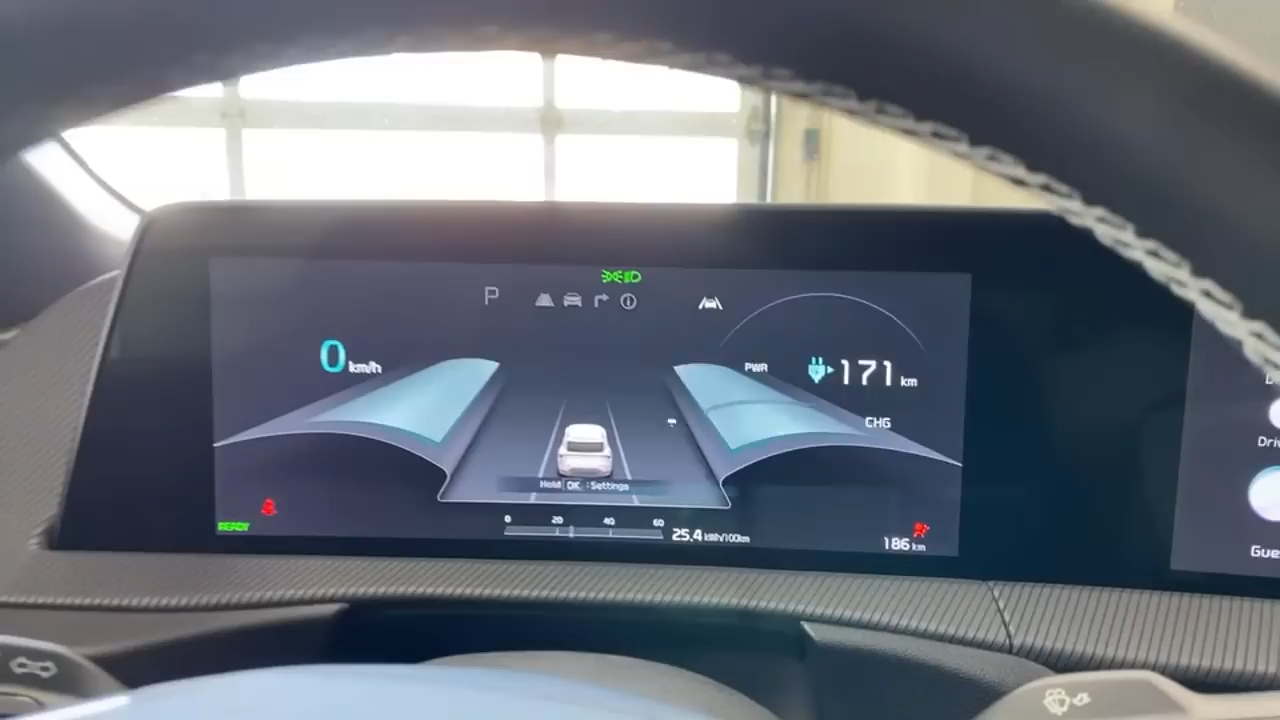 P
0 km/h
PWR
171 km
CHG
Hold OK : Settings
READY
0 20 40 60
25.4 kWh/100km
186 km
Gue
Driv